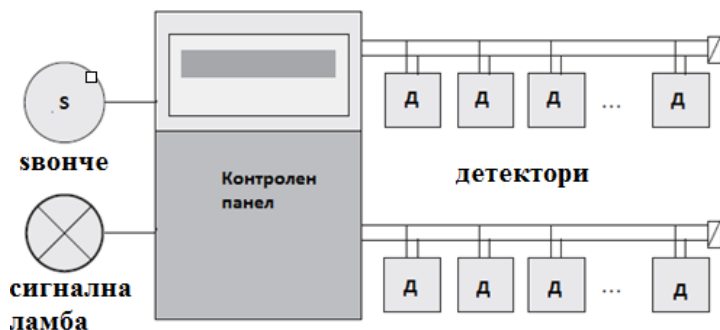 Д Д Д ... Д
S
ѕвонче
детектори
Контролен
панел
Д Д Д ... Д
сигнална
ламба